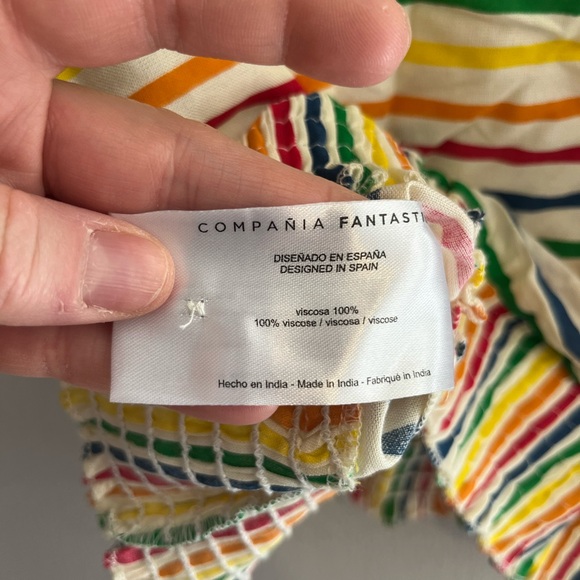 COMPAÑIA FANTASTI
DISEÑADO EN ESPAÑA
DESIGNED IN SPAIN
viscosa 100%
100% viscose / viscosa / viscose
Hecho en India - Made in India - Fabriqué en India